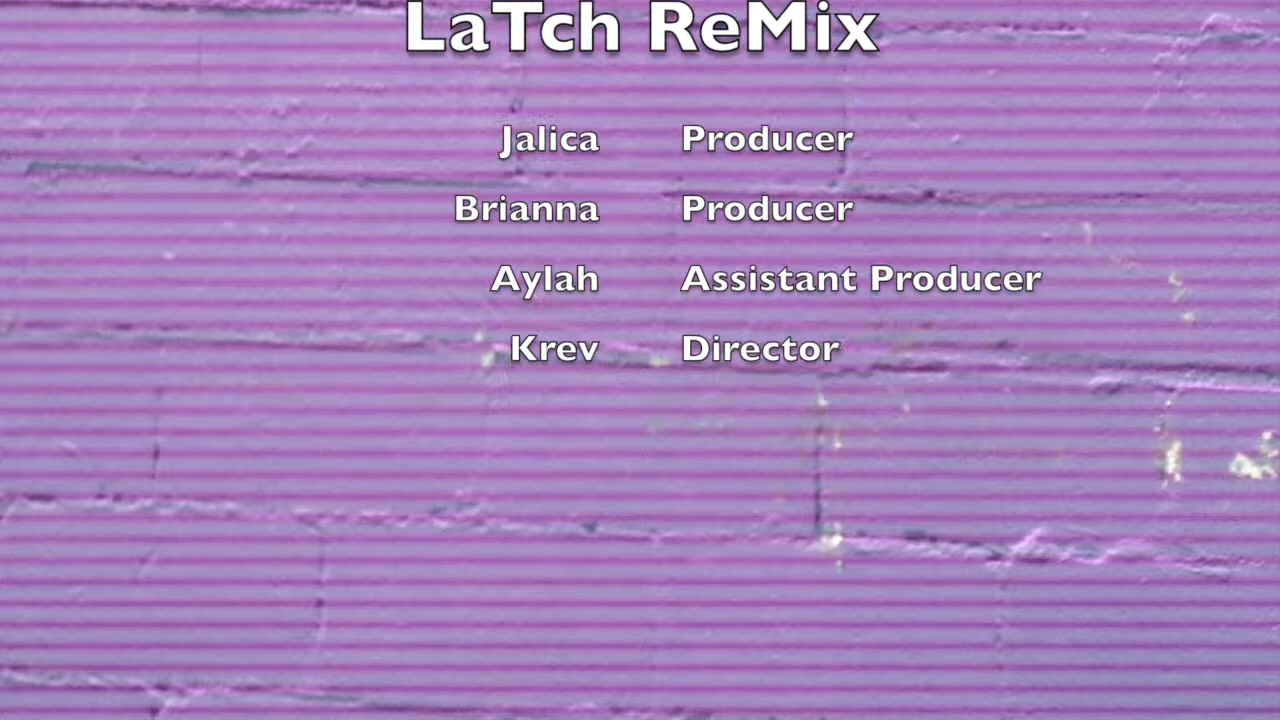 LaTch ReMix
Jalica Producer
Brianna Producer
Aylah Assistant Producer
Krev Director